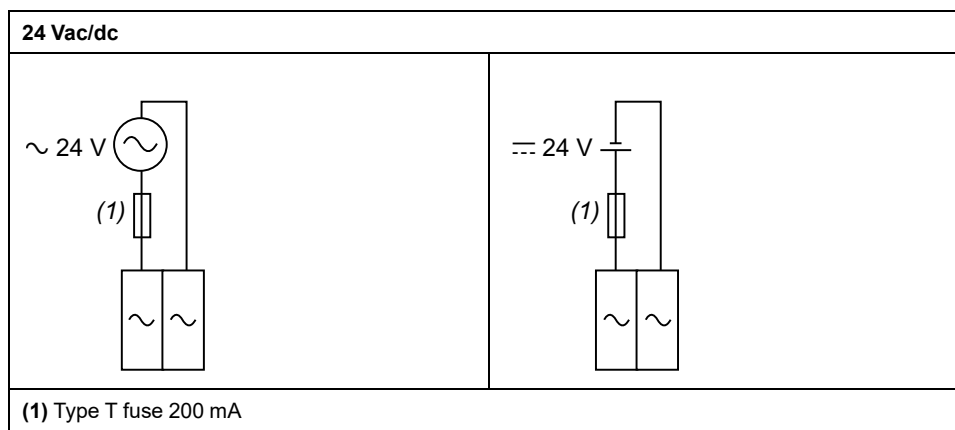 24 Vac/dc
∼ 24 V
(1)
⎓ 24 V
(1)
(1) Type T fuse 200 mA